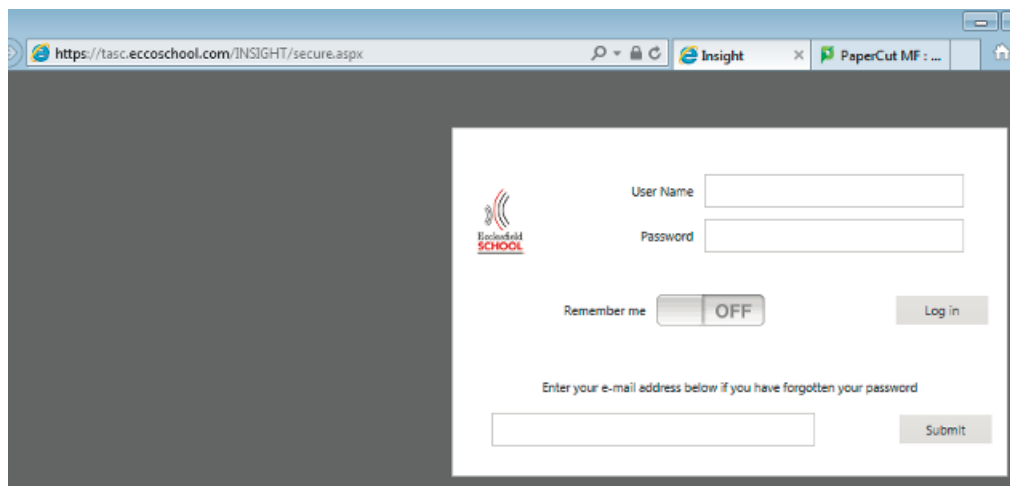 https://tasc.eccoschool.com/INSIGHT/secure.aspx
Insight
PaperCut MF : ...
User Name
Ecclesfield
SCHOOL
Password
Remember me
OFF
Log in
Enter your e-mail address below if you have forgotten your password
Submit